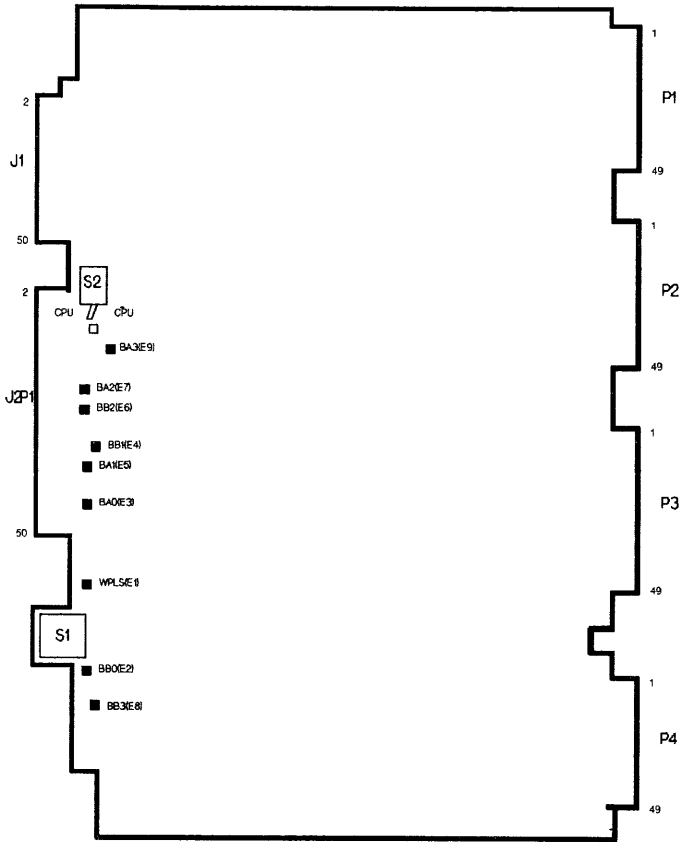 1
P1
2
J1
49
50
1
2
S2
P2
CPU
CPU
BA3(E9)
49
BA2(E7)
J2P1
BB2(E6)
1
BB1(E4)
BA1(E5)
BA0(E3)
P3
50
WPLS(E1)
49
S1
BB0(E2)
1
BB3(E8)
P4
49